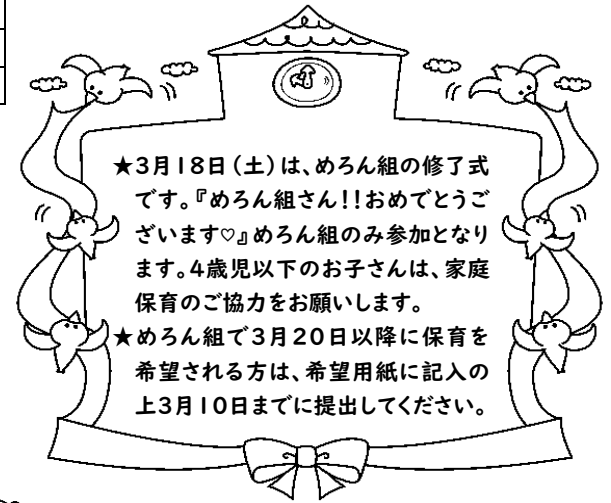 ★3月18日(土)は、めろん組の修了式
です。『めろん組さん!!おめでとうご
ざいます♡』めろん組のみ参加となり
ます。4歳児以下のお子さんは、家庭
保育のご協力をお願いします。
★めろん組で3月20日以降に保育を
希望される方は、希望用紙に記入の
上3月10日までに提出してください。